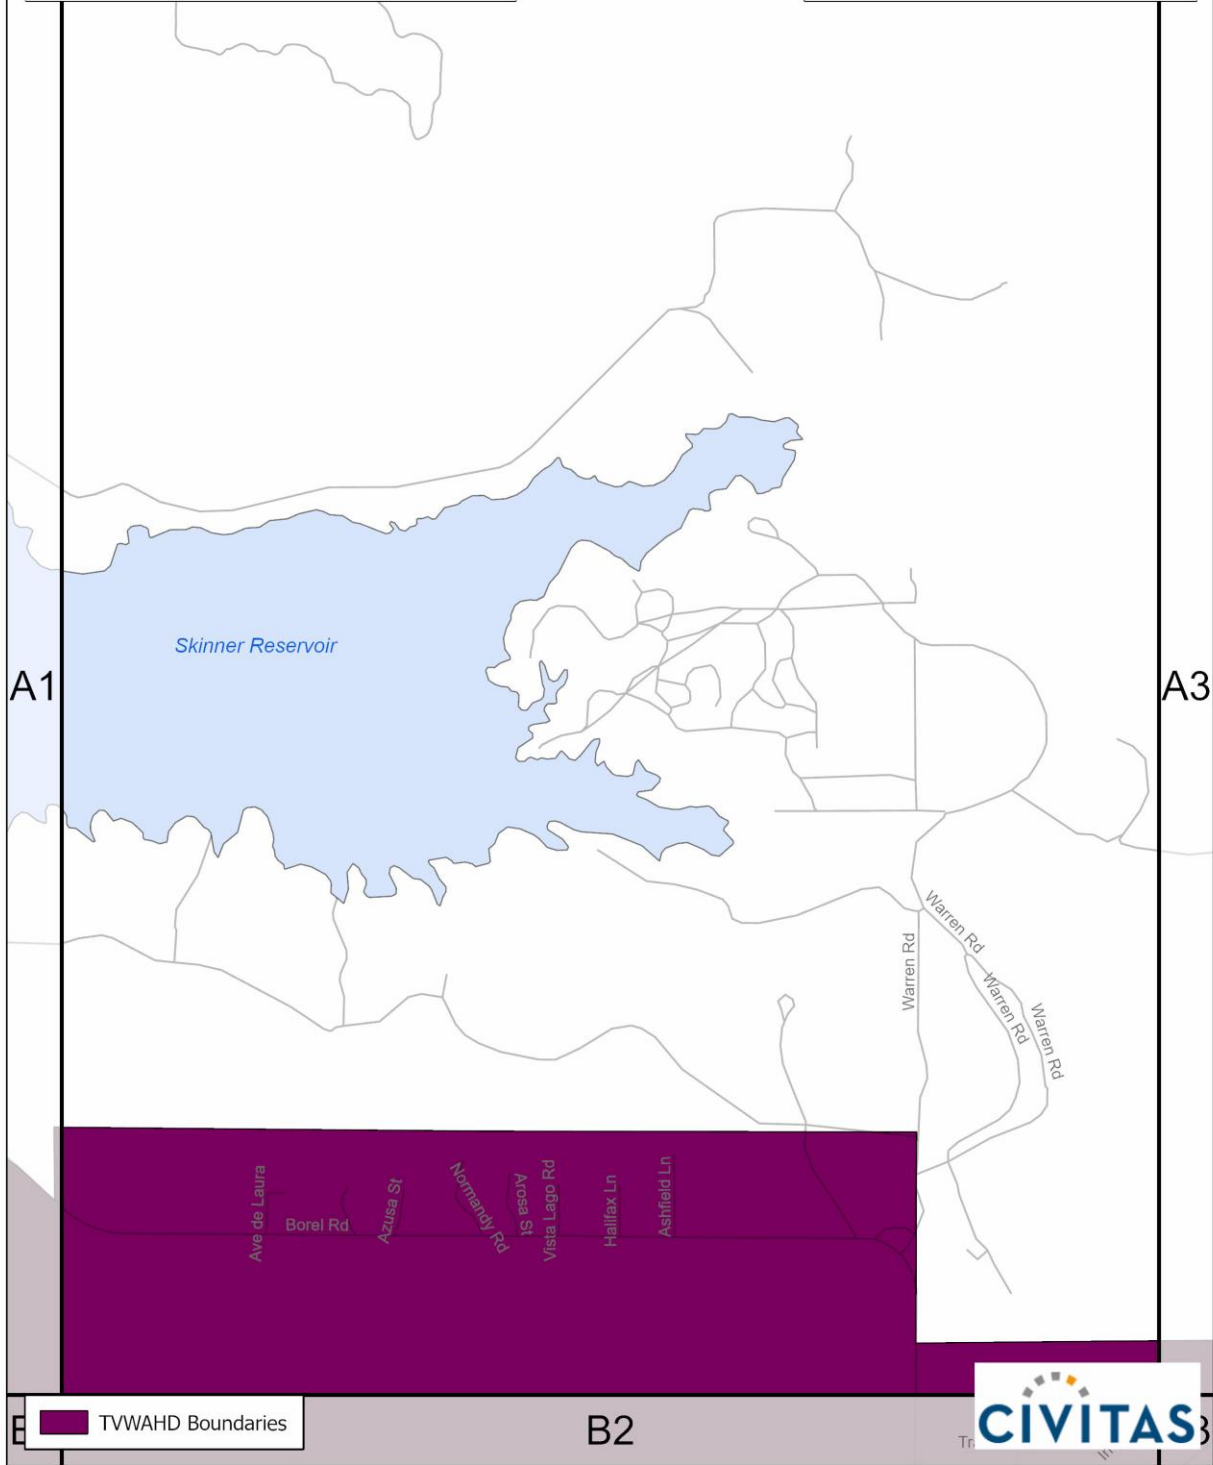 Skinner Reservoir
A1
A3
Warren Rd
Warren Rd
Warren Rd
Warren Rd
Ave de Laura
Borel Rd
Azusa St
Normandy Rd
Arosa St
Vista Lago Rd
Halifax Ln
Ashfield Ln
TVWAHD Boundaries
B2
CIVITAS